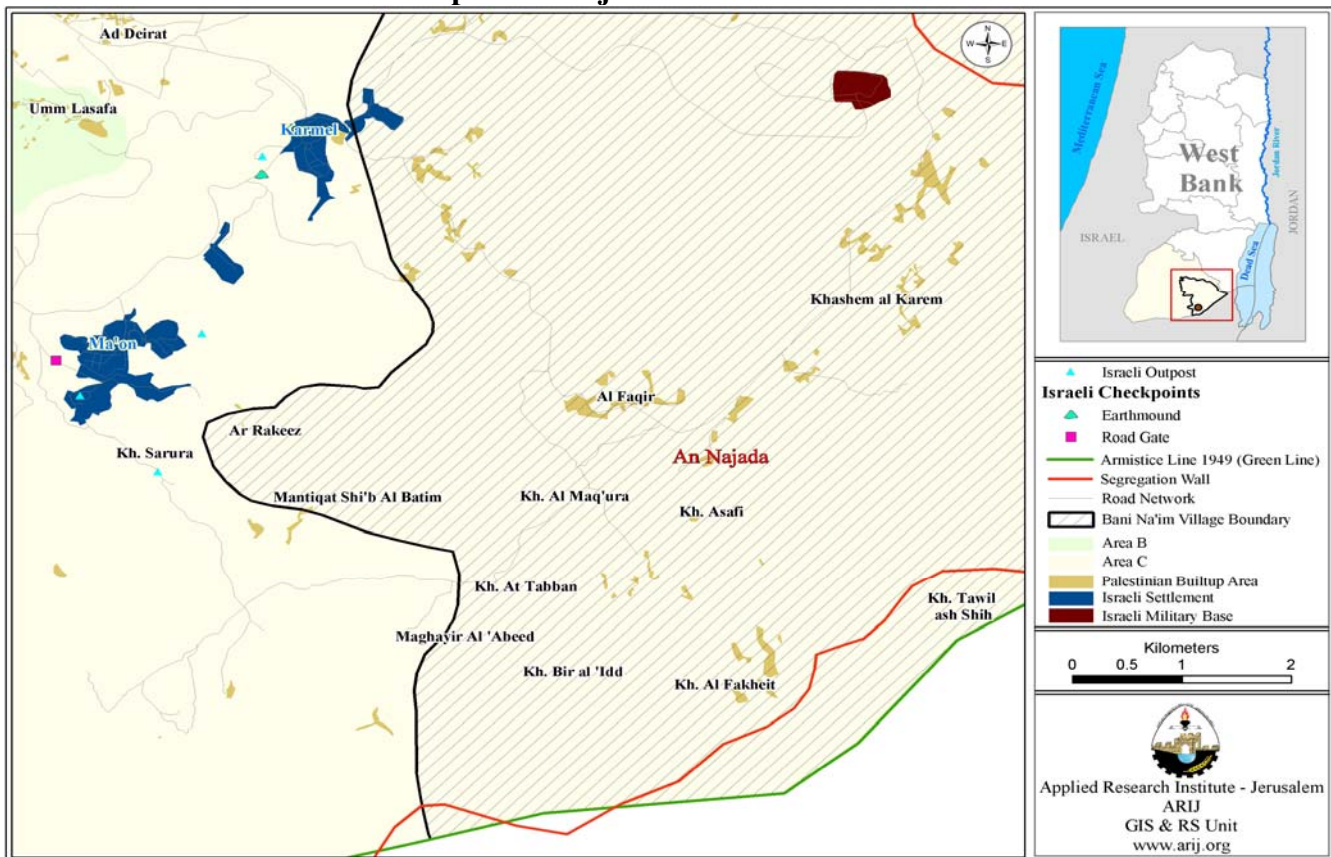 Ad Deirat
Umm Lasafa
Karmel
Ma'on
Khashem al Karem
Al Faqir
Ar Rakeez
Kh. Sarura
An Najada
Mantiqat Shi'b Al Batim
Kh. Al Maq'ura
Kh. Asafi
Kh. At Tabban
Kh. Tawil
ash Shih
Maghayir Al 'Abeed
Kh. Bir al 'Idd
Kh. Al Fakheit
N
W E
S
Mediterranean Sea
West
Bank
Jordan River
JORDAN
ISRAEL
Dead Sea
Israeli Outpost
Israeli Checkpoints
Earthmound
Road Gate
Armistice Line 1949 (Green Line)
Segregation Wall
Road Network
Bani Na'im Village Boundary
Area B
Area C
Palestinian Builtup Area
Israeli Settlement
Israeli Military Base
Kilometers
0 0.5 1 2
Applied Research Institute - Jerusalem
ARIJ
GIS & RS Unit
www.arij.org